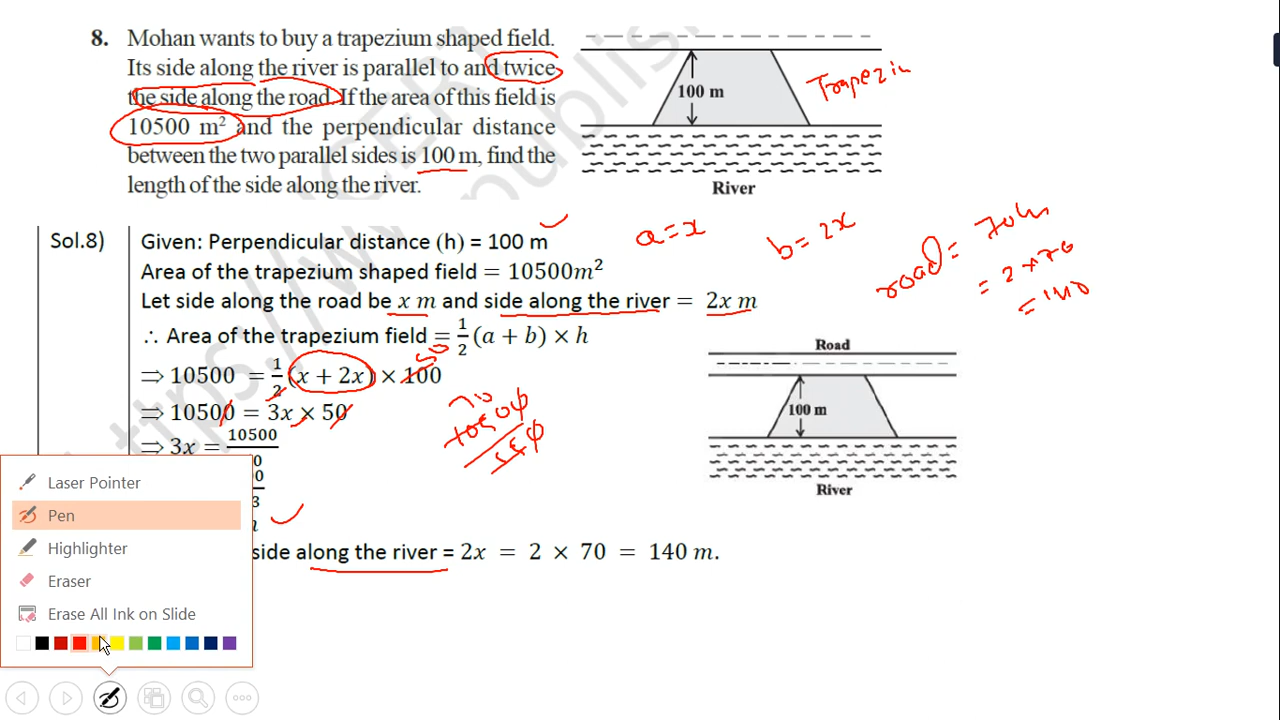 8. Mohan wants to buy a trapezium shaped field.
Its side along the river is parallel to and twice
the side along the road. If the area of this field is
10500 m² and the perpendicular distance
between the two parallel sides is 100 m, find the
length of the side along the river.
100 m
Trapeziu
River
Sol.8)
Given: Perpendicular distance (h) = 100 m
Area of the trapezium shaped field = 10500m²
Let side along the road be x m and side along the river = 2x m
∴ Area of the trapezium field = 1/2 (a + b) × h
⇒ 10500 = 1/2 (x + 2x) × 100
50
⇒ 10500 = 3x × 50
⇒ 3x = 10500
a = x
b = 2x
road = 70m
= 2 × 70
= 140
Road
100 m
River
side along the river = 2x = 2 × 70 = 140 m.
Laser Pointer
Pen
Highlighter
Eraser
Erase All Ink on Slide